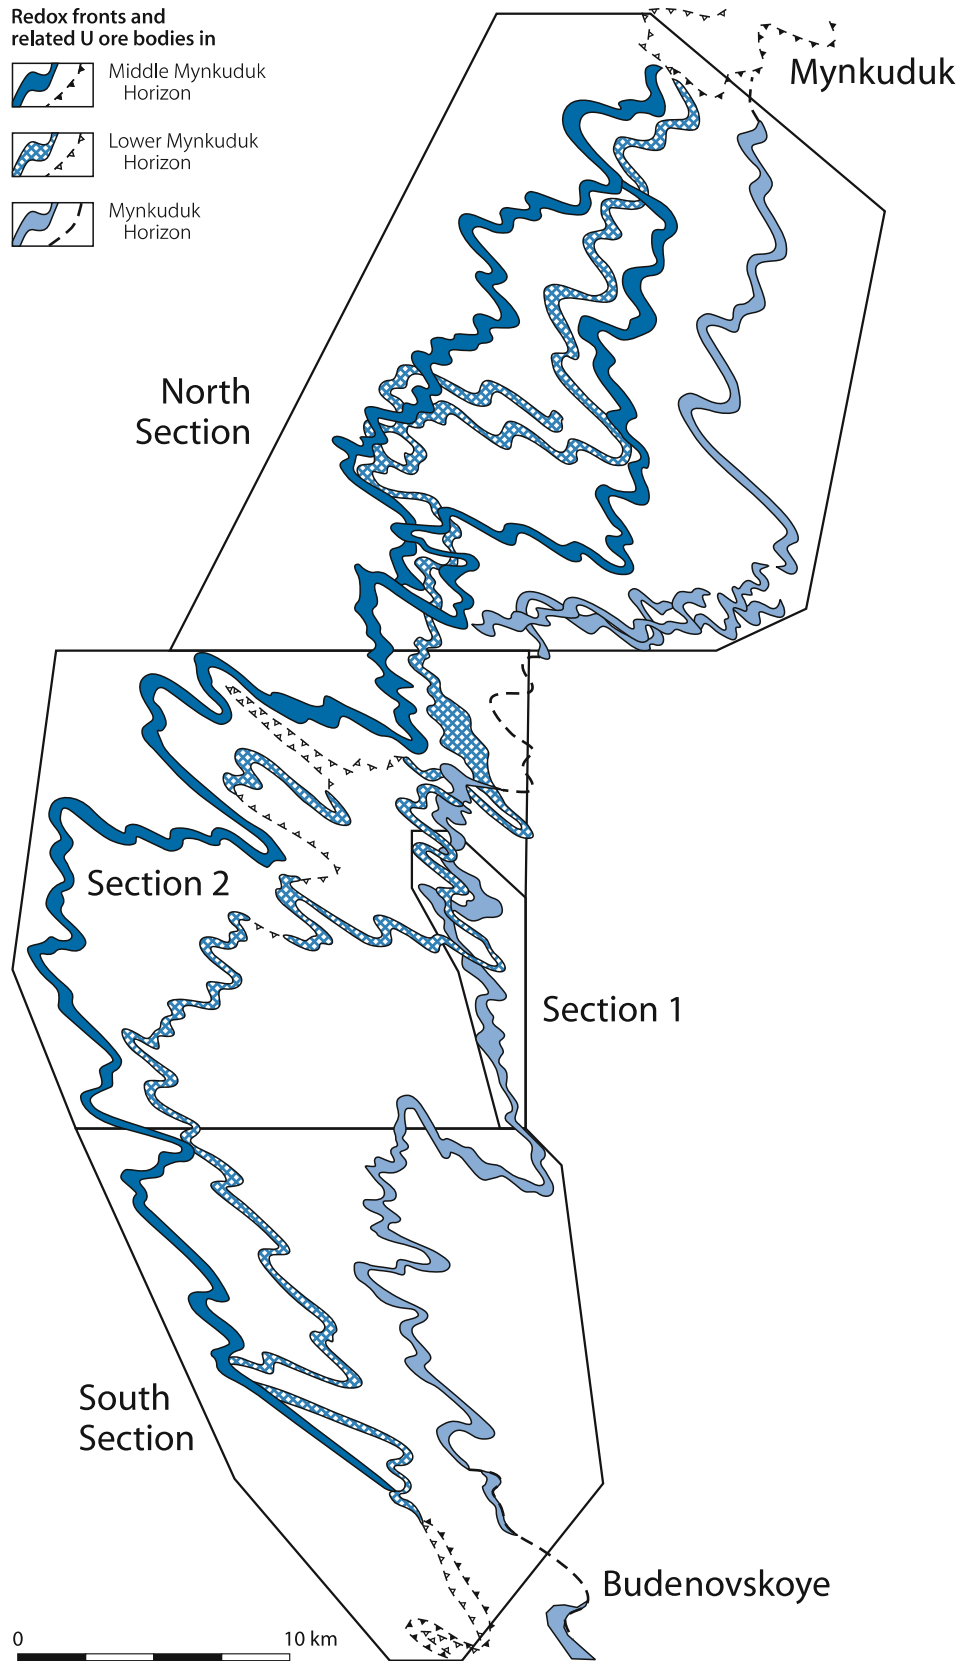 Redox fronts and
related U ore bodies in
Middle Mynkuduk
Horizon
Lower Mynkuduk
Horizon
Mynkuduk
Horizon
Mynkuduk
North
Section
Section 2
Section 1
South
Section
Budenovskoye
0 10 km